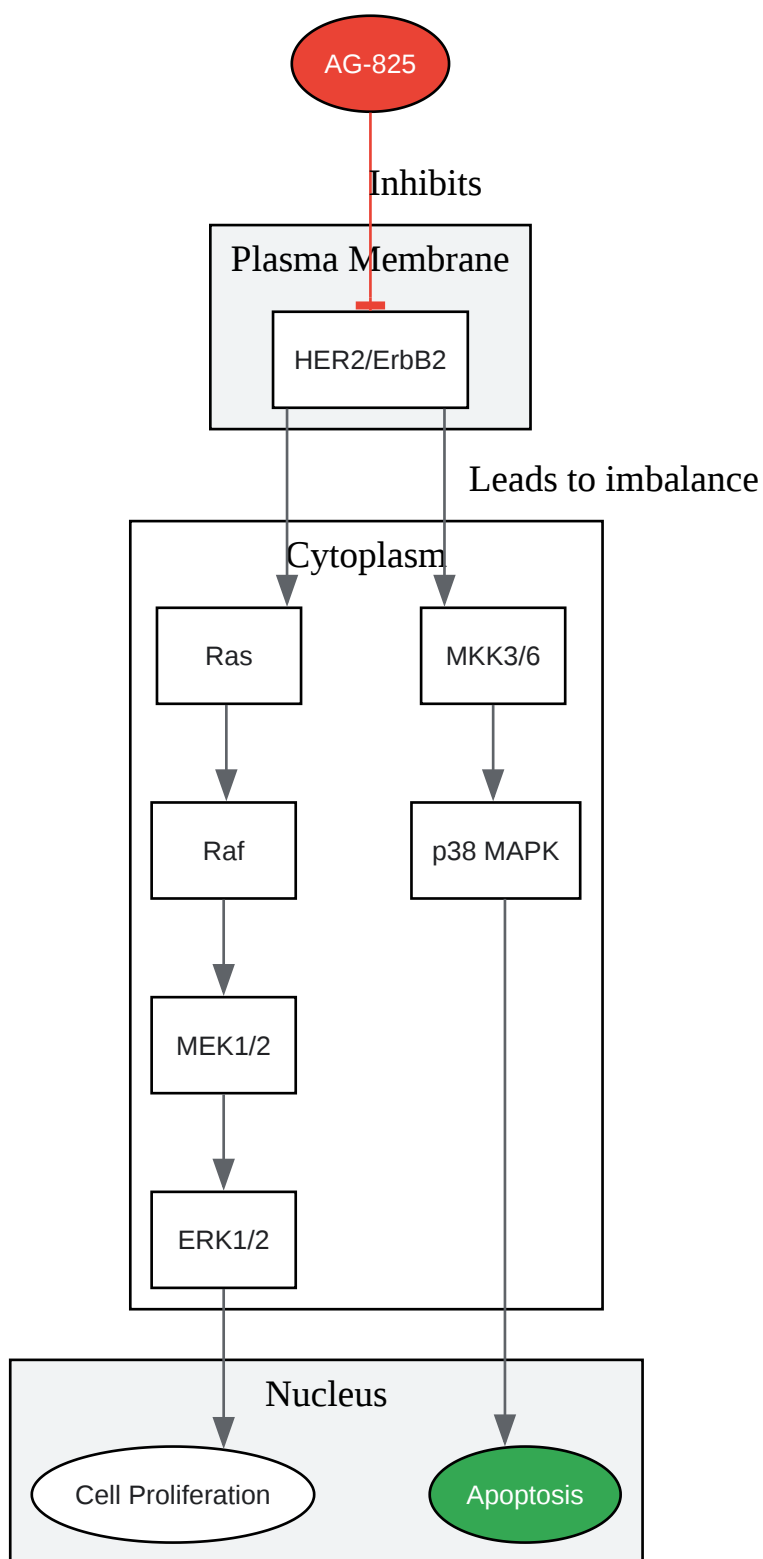 AG-825
Inhibits
Plasma Membrane
HER2/ErbB2
Leads to imbalance
Cytoplasm
Ras
MKK3/6
Raf
p38 MAPK
MEK1/2
ERK1/2
Nucleus
Cell Proliferation
Apoptosis